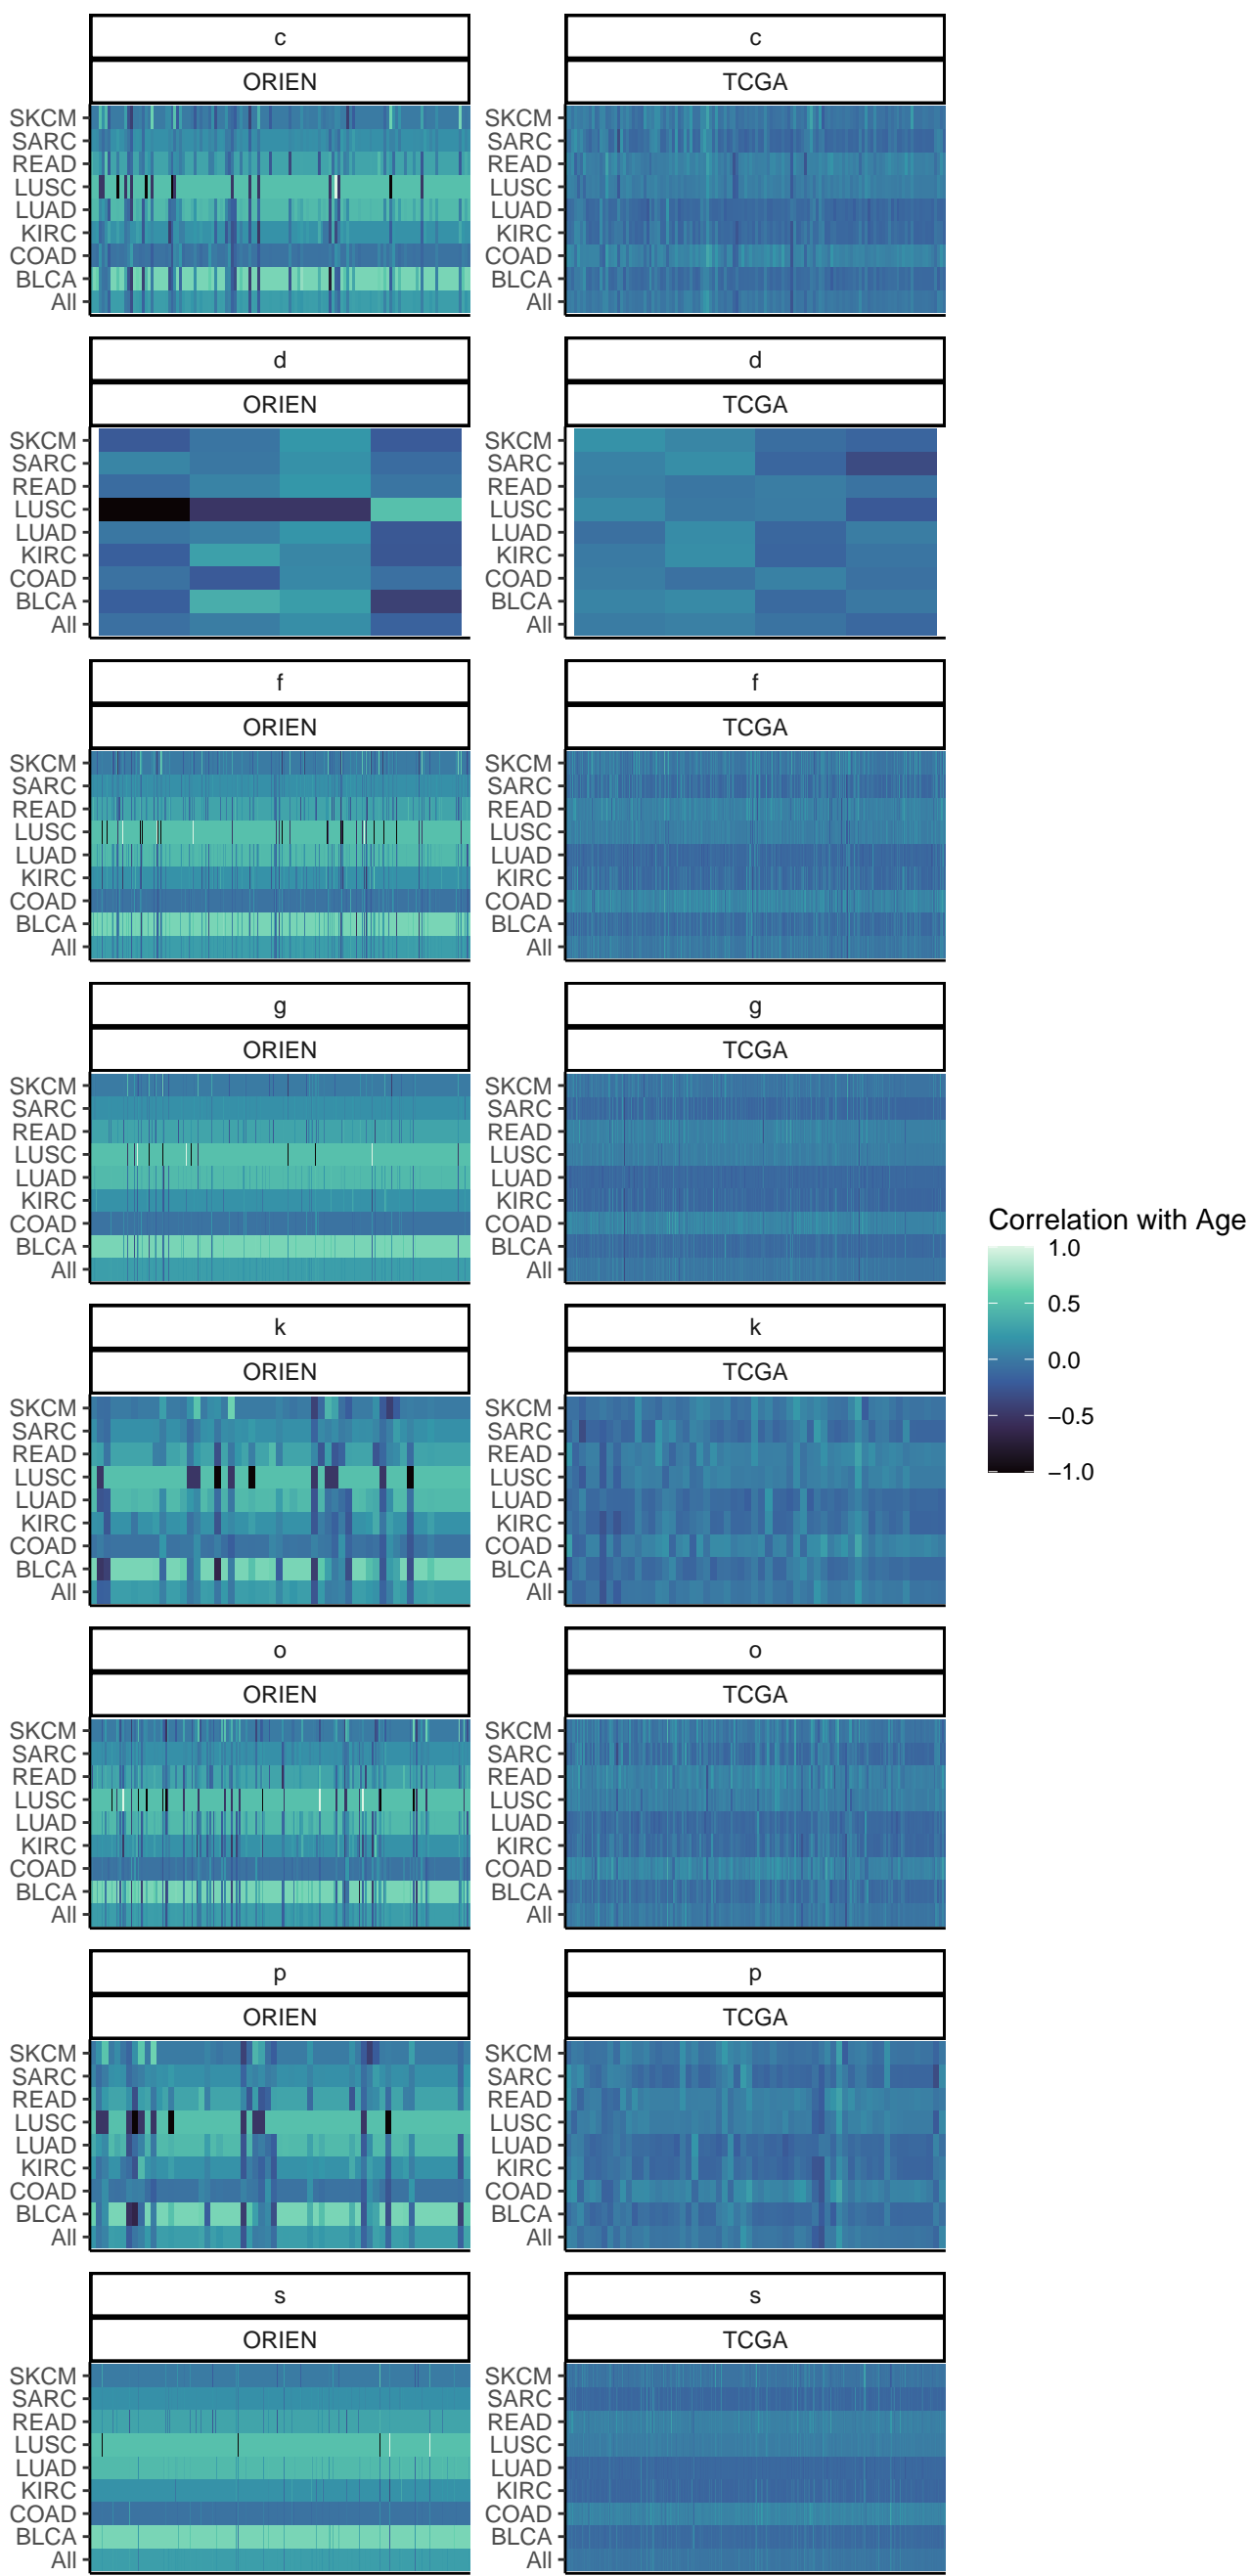 c
c
ORIEN
TCGA
SKCM
SARC
READ
LUSC
LUAD
KIRC
COAD
BLCA
All
SKCM
SARC
READ
LUSC
LUAD
KIRC
COAD
BLCA
All
d
d
ORIEN
TCGA
SKCM
SARC
READ
LUSC
LUAD
KIRC
COAD
BLCA
All
SKCM
SARC
READ
LUSC
LUAD
KIRC
COAD
BLCA
All
f
f
ORIEN
TCGA
SKCM
SARC
READ
LUSC
LUAD
KIRC
COAD
BLCA
All
SKCM
SARC
READ
LUSC
LUAD
KIRC
COAD
BLCA
All
g
g
ORIEN
TCGA
SKCM
SARC
READ
LUSC
LUAD
KIRC
COAD
BLCA
All
SKCM
SARC
READ
LUSC
LUAD
KIRC
COAD
BLCA
All
Correlation with Age
1.0
0.5
0.0
−0.5
−1.0
k
k
ORIEN
TCGA
SKCM
SARC
READ
LUSC
LUAD
KIRC
COAD
BLCA
All
SKCM
SARC
READ
LUSC
LUAD
KIRC
COAD
BLCA
All
o
o
ORIEN
TCGA
SKCM
SARC
READ
LUSC
LUAD
KIRC
COAD
BLCA
All
SKCM
SARC
READ
LUSC
LUAD
KIRC
COAD
BLCA
All
p
p
ORIEN
TCGA
SKCM
SARC
READ
LUSC
LUAD
KIRC
COAD
BLCA
All
SKCM
SARC
READ
LUSC
LUAD
KIRC
COAD
BLCA
All
s
s
ORIEN
TCGA
SKCM
SARC
READ
LUSC
LUAD
KIRC
COAD
BLCA
All
SKCM
SARC
READ
LUSC
LUAD
KIRC
COAD
BLCA
All